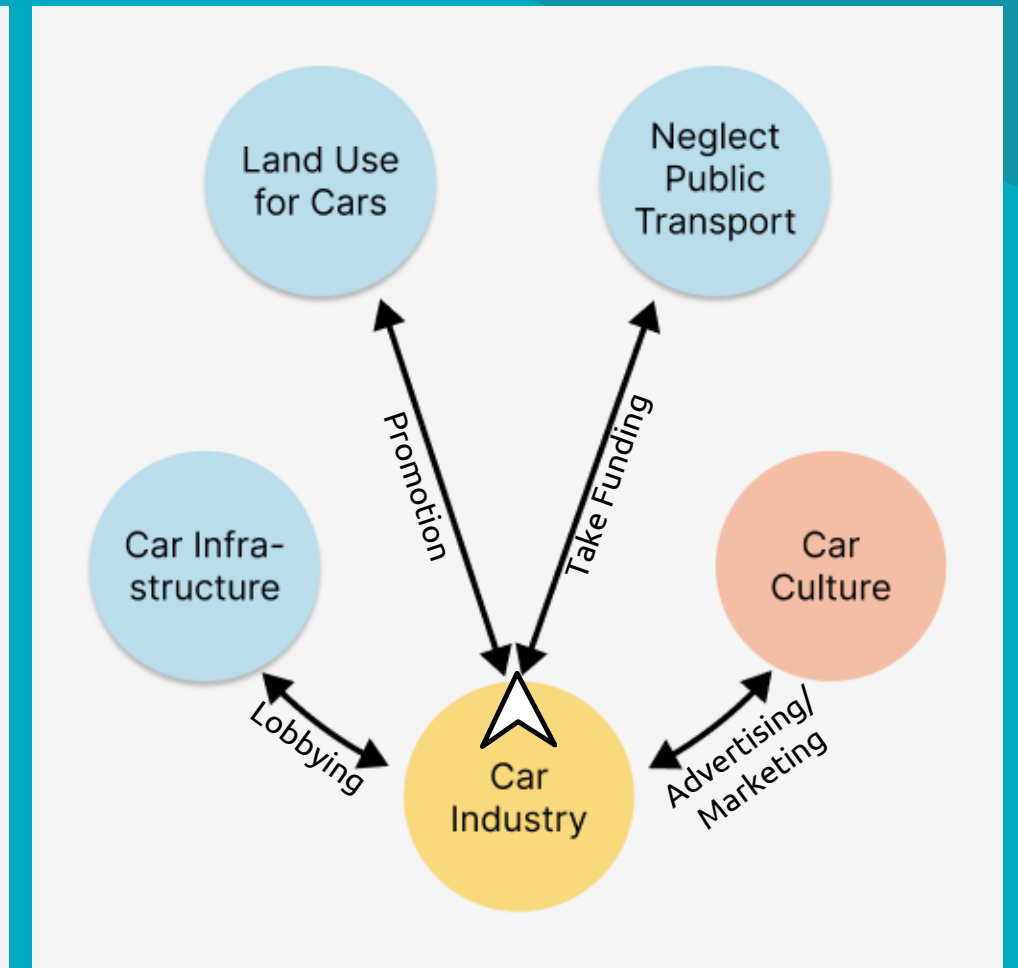 Land Use
for Cars
Neglect
Public
Transport
Promotion
Take Funding
Car Infra-
structure
Car
Culture
Lobbying
Advertising/
Marketing
Car
Industry